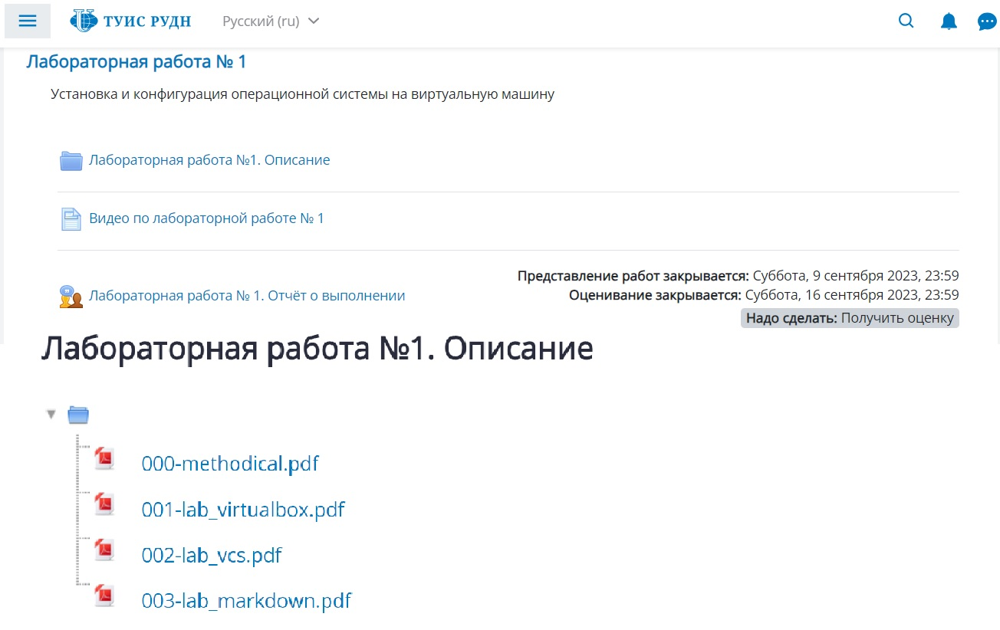 ТУИС РУДН Русский (ru)
Лабораторная работа № 1
Установка и конфигурация операционной системы на виртуальную машину
Лабораторная работа №1. Описание
Видео по лабораторной работе № 1
Представление работ закрывается: Суббота, 9 сентября 2023, 23:59
Оценивание закрывается: Суббота, 16 сентября 2023, 23:59
Лабораторная работа № 1. Отчёт о выполнении
Надо сделать: Получить оценку
Лабораторная работа №1. Описание
000-methodical.pdf
001-lab_virtualbox.pdf
002-lab_vcs.pdf
003-lab_markdown.pdf